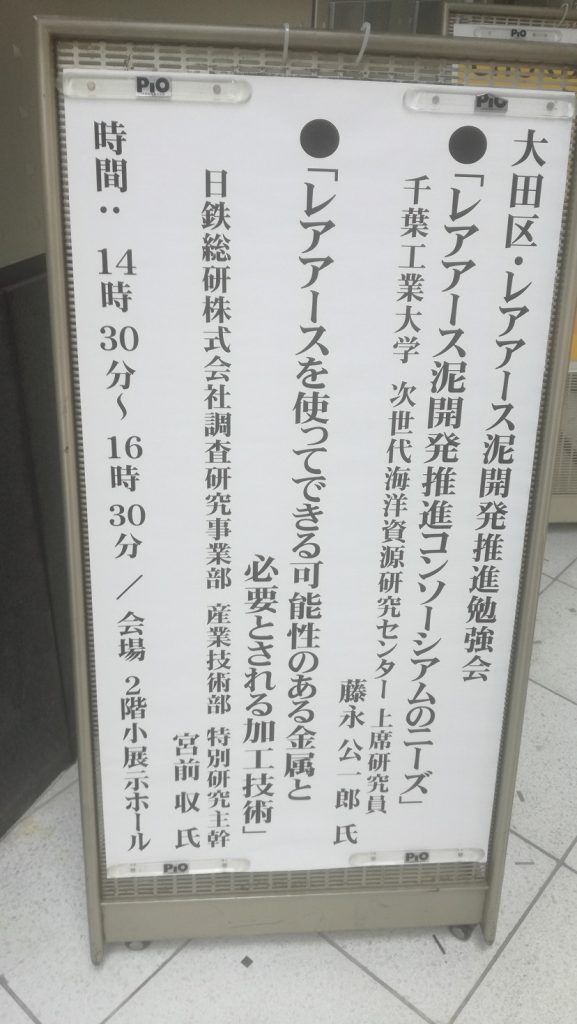 PiO
PiO
PiO
大田区・レアアース泥開発推進勉強会
●「レアアース泥開発推進コンソーシアムのニーズ」
千葉工業大学 次世代海洋資源研究センター 上席研究員
藤永 公一郎 氏
●「レアアースを使ってできる可能性のある金属と
必要とされる加工技術」
日鉄総研株式会社調査研究事業部 産業技術部 特別研究主幹
宮前 収 氏
時間： 14時30分～16時30分 / 会場 2階小展示ホール
PiO
PiO